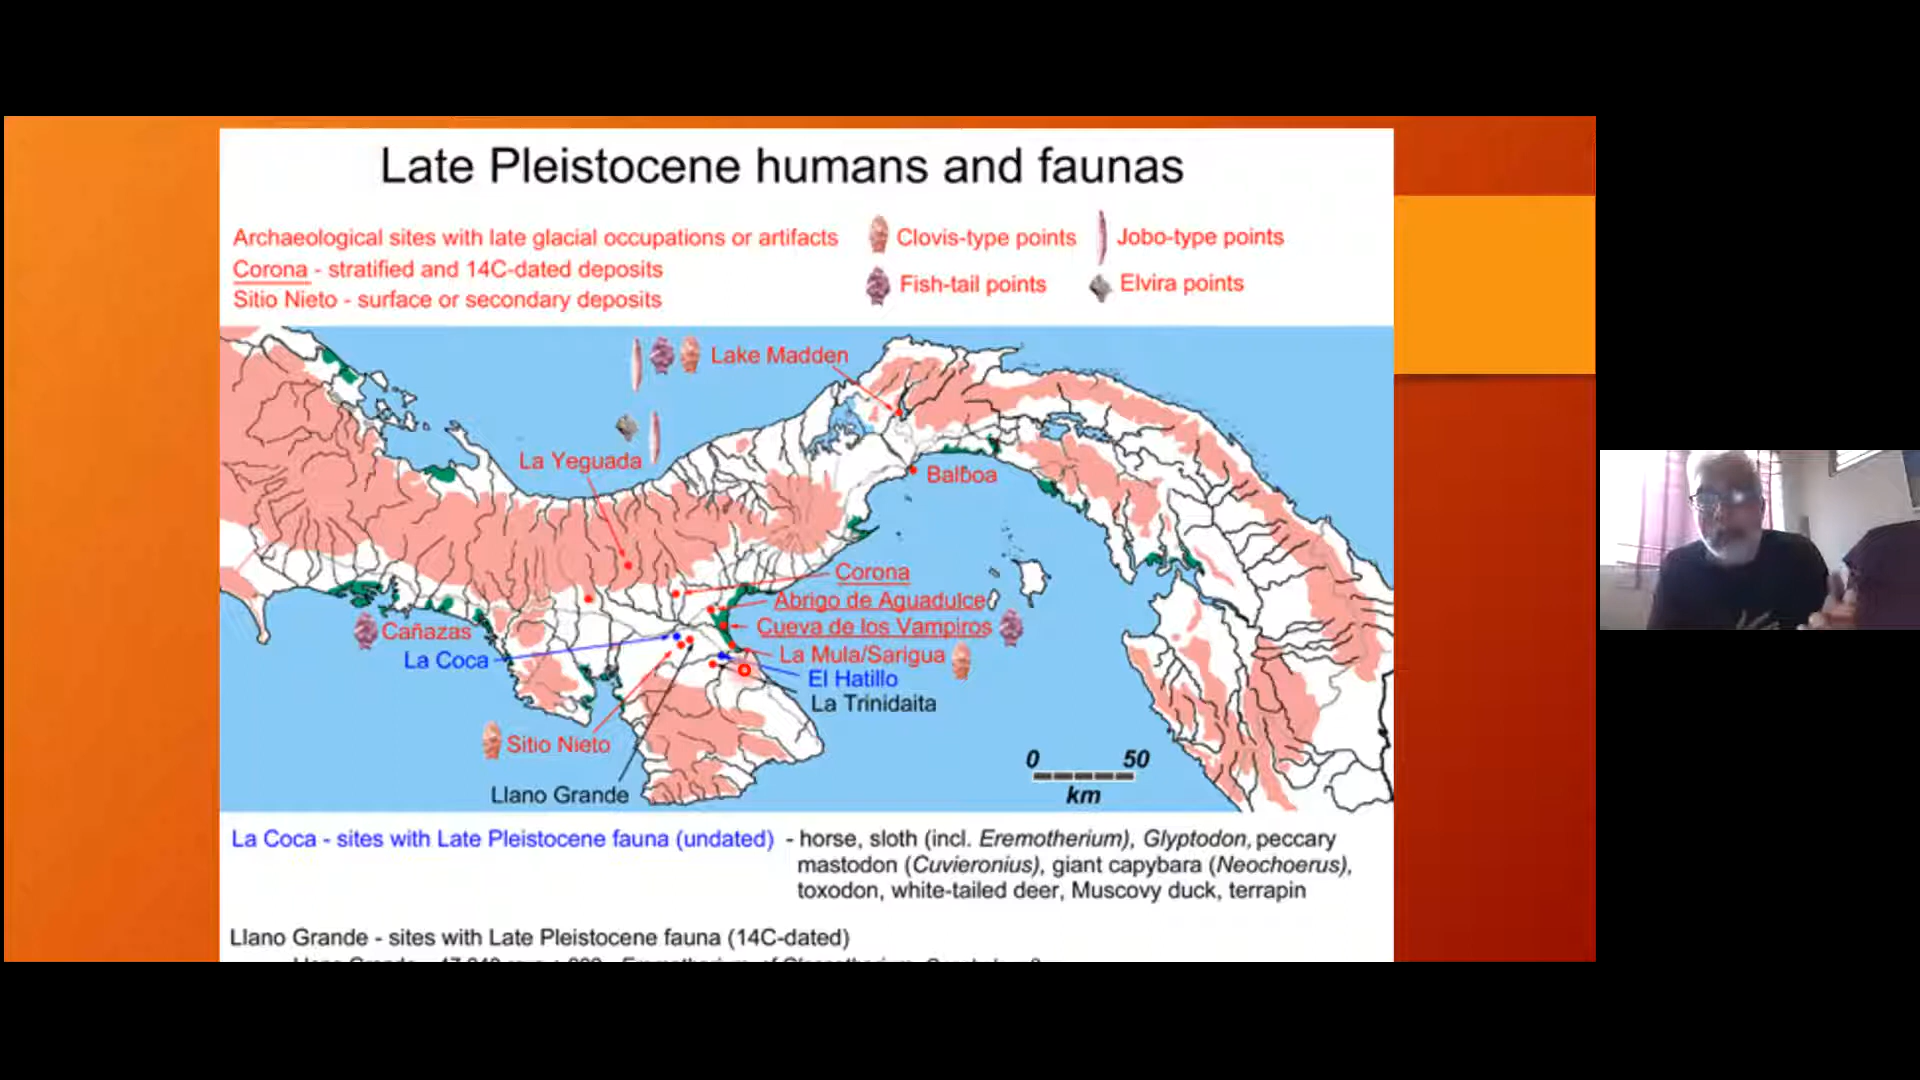 Late Pleistocene humans and faunas
Archaeological sites with late glacial occupations or artifacts
Corona - stratified and 14C-dated deposits
Sitio Nieto - surface or secondary deposits
Clovis-type points
Jobo-type points
Fish-tail points
Elvira points
Lake Madden
La Yeguada
Balboa
Corona
Abrigo de Aguadulce
Cueva de los Vampiros
Cañazas
La Mula/Sarigua
La Coca
El Hatillo
La Trinidaita
Sitio Nieto
Llano Grande
0 50
km
La Coca - sites with Late Pleistocene fauna (undated) - horse, sloth (incl. Eremotherium), Glyptodon, peccary
mastodon (Cuvieronius), giant capybara (Neochoerus),
toxodon, white-tailed deer, Muscovy duck, terrapin
Llano Grande - sites with Late Pleistocene fauna (14C-dated)